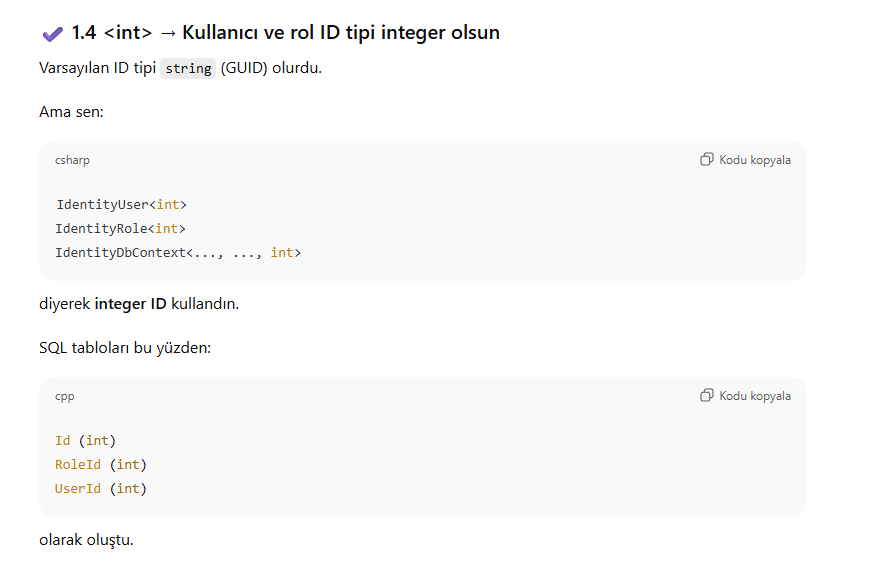 ✔ 1.4 <int> → Kullanıcı ve rol ID tipi integer olsun
Varsayılan ID tipi string (GUID) olurdu.
Ama sen:
csharp
Kodu kopyala
IdentityUser<int>
IdentityRole<int>
IdentityDbContext<..., ..., int>
diyerek integer ID kullandın.
SQL tabloları bu yüzden:
cpp
Kodu kopyala
Id (int)
RoleId (int)
UserId (int)
olarak oluştu.